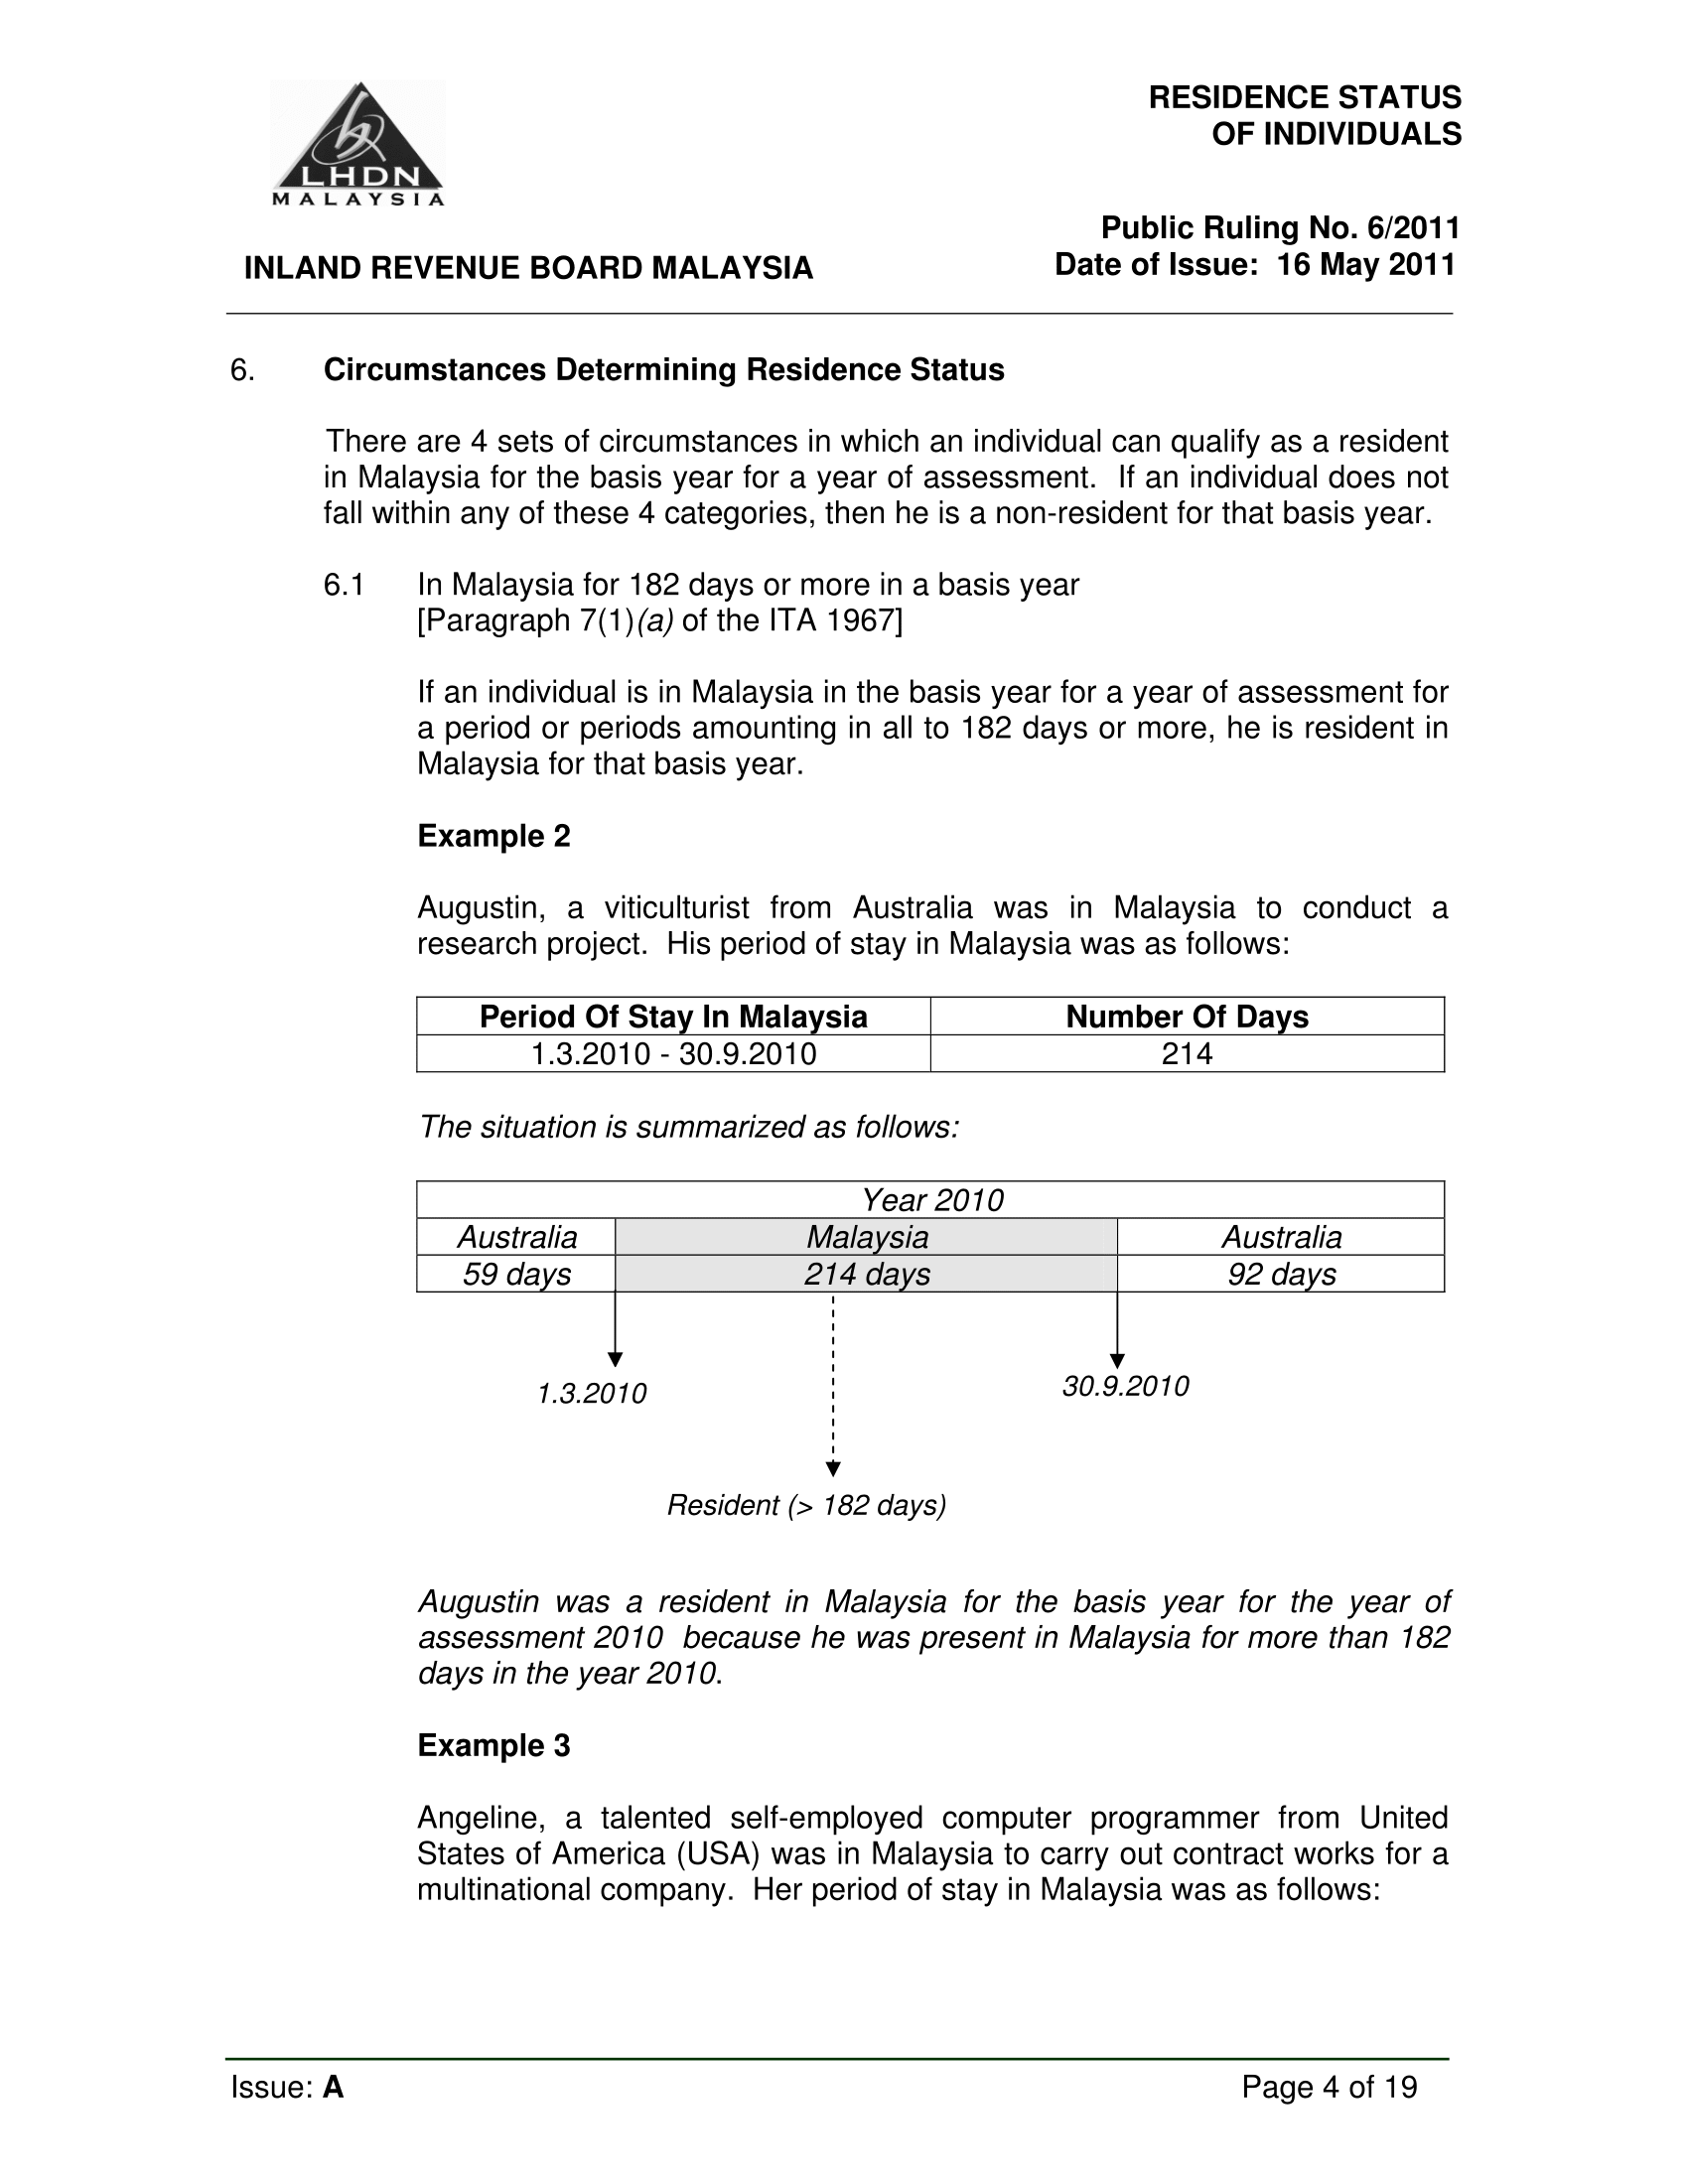 LHDN
MALAYSIA
INLAND REVENUE BOARD MALAYSIA
RESIDENCE STATUS
OF INDIVIDUALS
Public Ruling No. 6/2011
Date of Issue:  16 May 2011
6. Circumstances Determining Residence Status
There are 4 sets of circumstances in which an individual can qualify as a resident
in Malaysia for the basis year for a year of assessment.  If an individual does not
fall within any of these 4 categories, then he is a non-resident for that basis year.
6.1 In Malaysia for 182 days or more in a basis year
[Paragraph 7(1)(a) of the ITA 1967]
If an individual is in Malaysia in the basis year for a year of assessment for
a period or periods amounting in all to 182 days or more, he is resident in
Malaysia for that basis year.
Example 2
Augustin, a viticulturist from Australia was in Malaysia to conduct a
research project.  His period of stay in Malaysia was as follows:
Period Of Stay In Malaysia Number Of Days
1.3.2010 - 30.9.2010 214
The situation is summarized as follows:
Year 2010
Australia Malaysia Australia
59 days 214 days 92 days
1.3.2010 30.9.2010
Resident (> 182 days)
Augustin was a resident in Malaysia for the basis year for the year of
assessment 2010  because he was present in Malaysia for more than 182
days in the year 2010.
Example 3
Angeline, a talented self-employed computer programmer from United
States of America (USA) was in Malaysia to carry out contract works for a
multinational company.  Her period of stay in Malaysia was as follows:
Issue: A Page 4 of 19